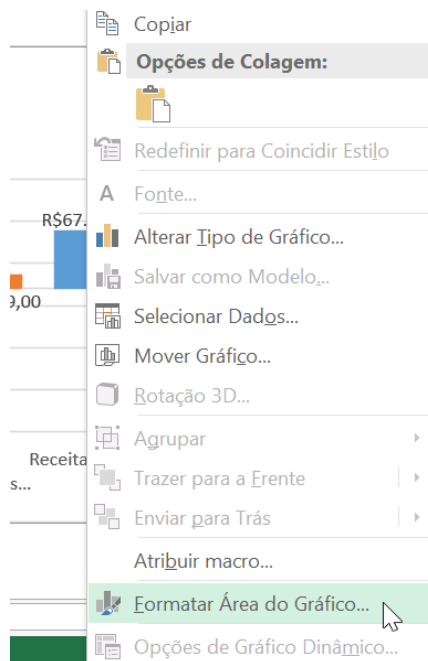 Copiar
Opções de Colagem:
Redefinir para Coincidir Estilo
A Fonte...
R$67.
Alterar Tipo de Gráfico...
Salvar como Modelo...
9,00
Selecionar Dados...
Mover Gráfico...
Rotação 3D...
Agrupar
Receita
Trazer para a Frente
s...
Enviar para Trás
Atribuir macro...
Formatar Área do Gráfico...
Opções de Gráfico Dinâmico...